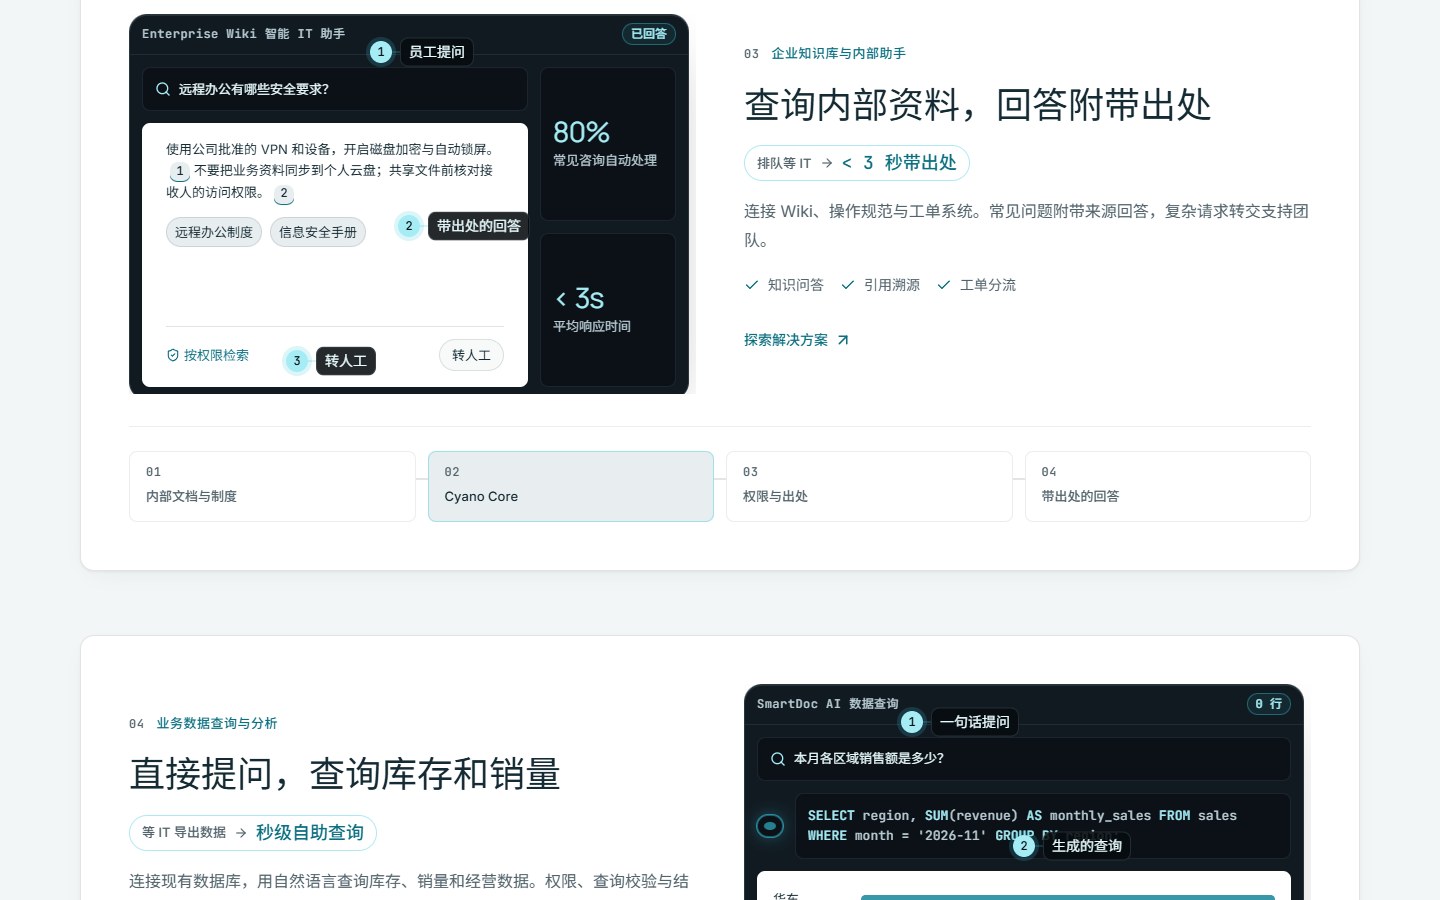 Enterprise Wiki 智能 IT 助手
已回答
1 员工提问
远程办公有哪些安全要求？
使用公司批准的 VPN 和设备，开启磁盘加密与自动锁屏。
1 不要把业务资料同步到个人云盘；共享文件前核对接
收人的访问权限。 2
远程办公制度
信息安全手册
2 带出处的回答
按权限检索
3 转人工
转人工
80%
常见咨询自动处理
< 3s
平均响应时间
03 企业知识库与内部助手
查询内部资料，回答附带出处
排队等 IT → < 3 秒带出处
连接 Wiki、操作规范与工单系统。常见问题附带来源回答，复杂请求转交支持团
队。
知识问答
引用溯源
工单分流
探索解决方案
01
内部文档与制度
02
Cyano Core
03
权限与出处
04
带出处的回答
04 业务数据查询与分析
直接提问，查询库存和销量
等 IT 导出数据 → 秒级自助查询
连接现有数据库，用自然语言查询库存、销量和经营数据。权限、查询校验与结
SmartDoc AI 数据查询
0 行
1 一句话提问
本月各区域销售额是多少？
SELECT region, SUM(revenue) AS monthly_sales FROM sales
WHERE month = '2026-11' GROUP BY
2 生成的查询
华东